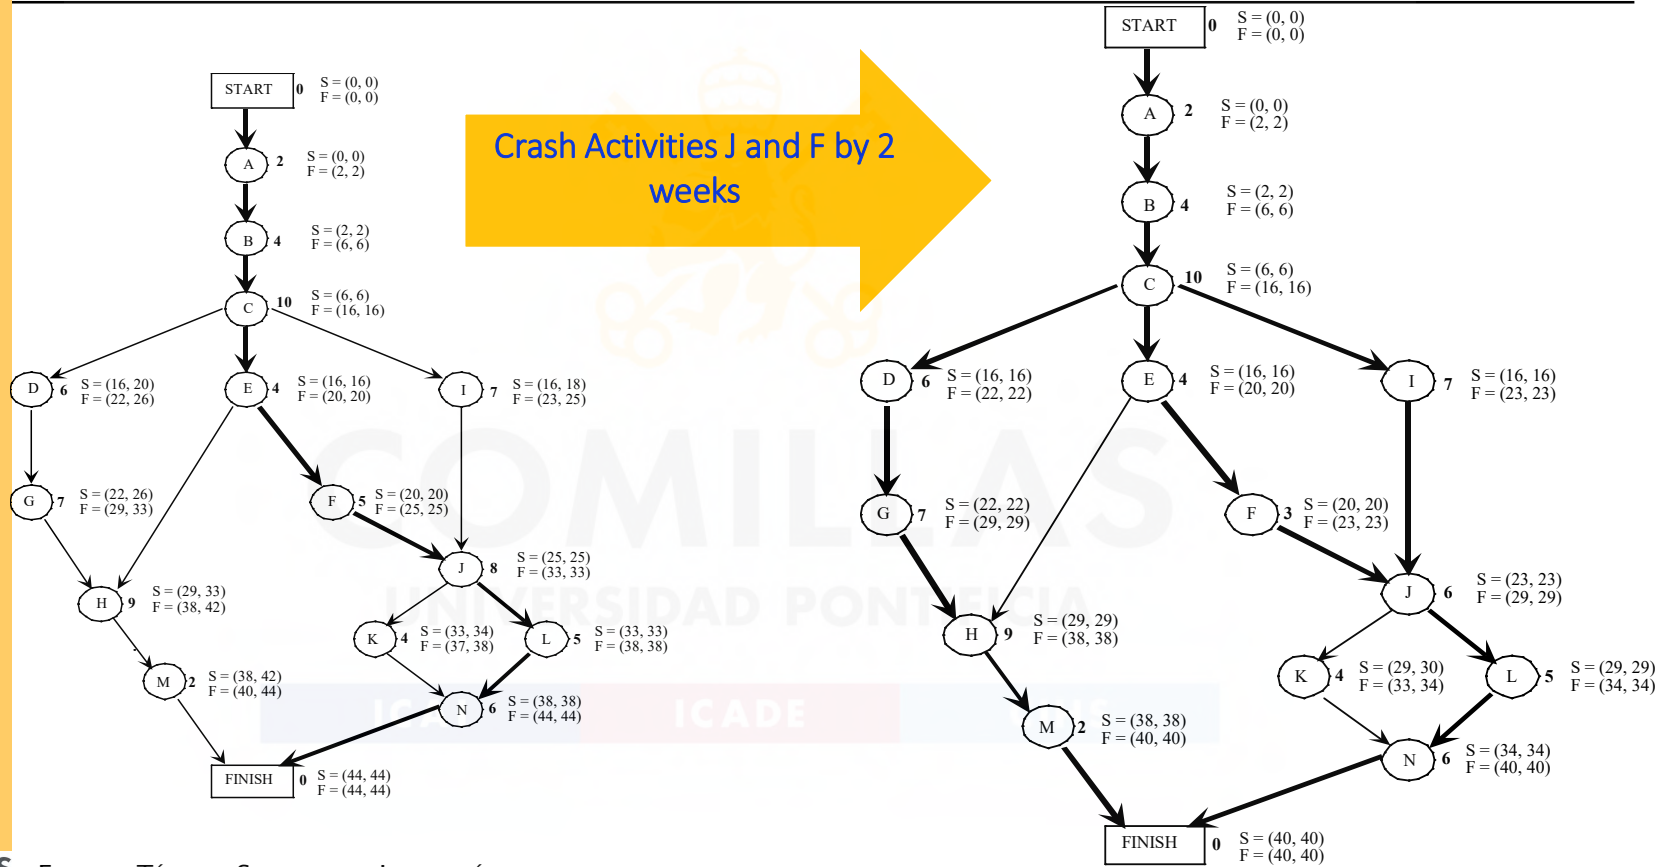 START 0 S = (0, 0)
F = (0, 0)
A 2 S = (0, 0)
F = (2, 2)
B 4 S = (2, 2)
F = (6, 6)
C 10 S = (6, 6)
F = (16, 16)
D 6 S = (16, 20)
F = (22, 26)
E 4 S = (16, 16)
F = (20, 20)
I 7 S = (16, 18)
F = (23, 25)
G 7 S = (22, 26)
F = (29, 33)
F 5 S = (20, 20)
F = (25, 25)
J 8 S = (25, 25)
F = (33, 33)
H 9 S = (29, 33)
F = (38, 42)
K 4 S = (33, 34)
F = (37, 38)
L 5 S = (33, 33)
F = (38, 38)
M 2 S = (38, 42)
F = (40, 44)
N 6 S = (38, 38)
F = (44, 44)
FINISH 0 S = (44, 44)
F = (44, 44)
Crash Activities J and F by 2
weeks
START 0 S = (0, 0)
F = (0, 0)
A 2 S = (0, 0)
F = (2, 2)
B 4 S = (2, 2)
F = (6, 6)
C 10 S = (6, 6)
F = (16, 16)
D 6 S = (16, 16)
F = (22, 22)
E 4 S = (16, 16)
F = (20, 20)
I 7 S = (16, 16)
F = (23, 23)
G 7 S = (22, 22)
F = (29, 29)
F 3 S = (20, 20)
F = (23, 23)
J 6 S = (23, 23)
F = (29, 29)
H 9 S = (29, 29)
F = (38, 38)
K 4 S = (29, 30)
F = (33, 34)
L 5 S = (29, 29)
F = (34, 34)
M 2 S = (38, 38)
F = (40, 40)
N 6 S = (34, 34)
F = (40, 40)
FINISH 0 S = (40, 40)
F = (40, 40)
COMILLAS
UNIVERSIDAD PONTIFICIA
ICADE